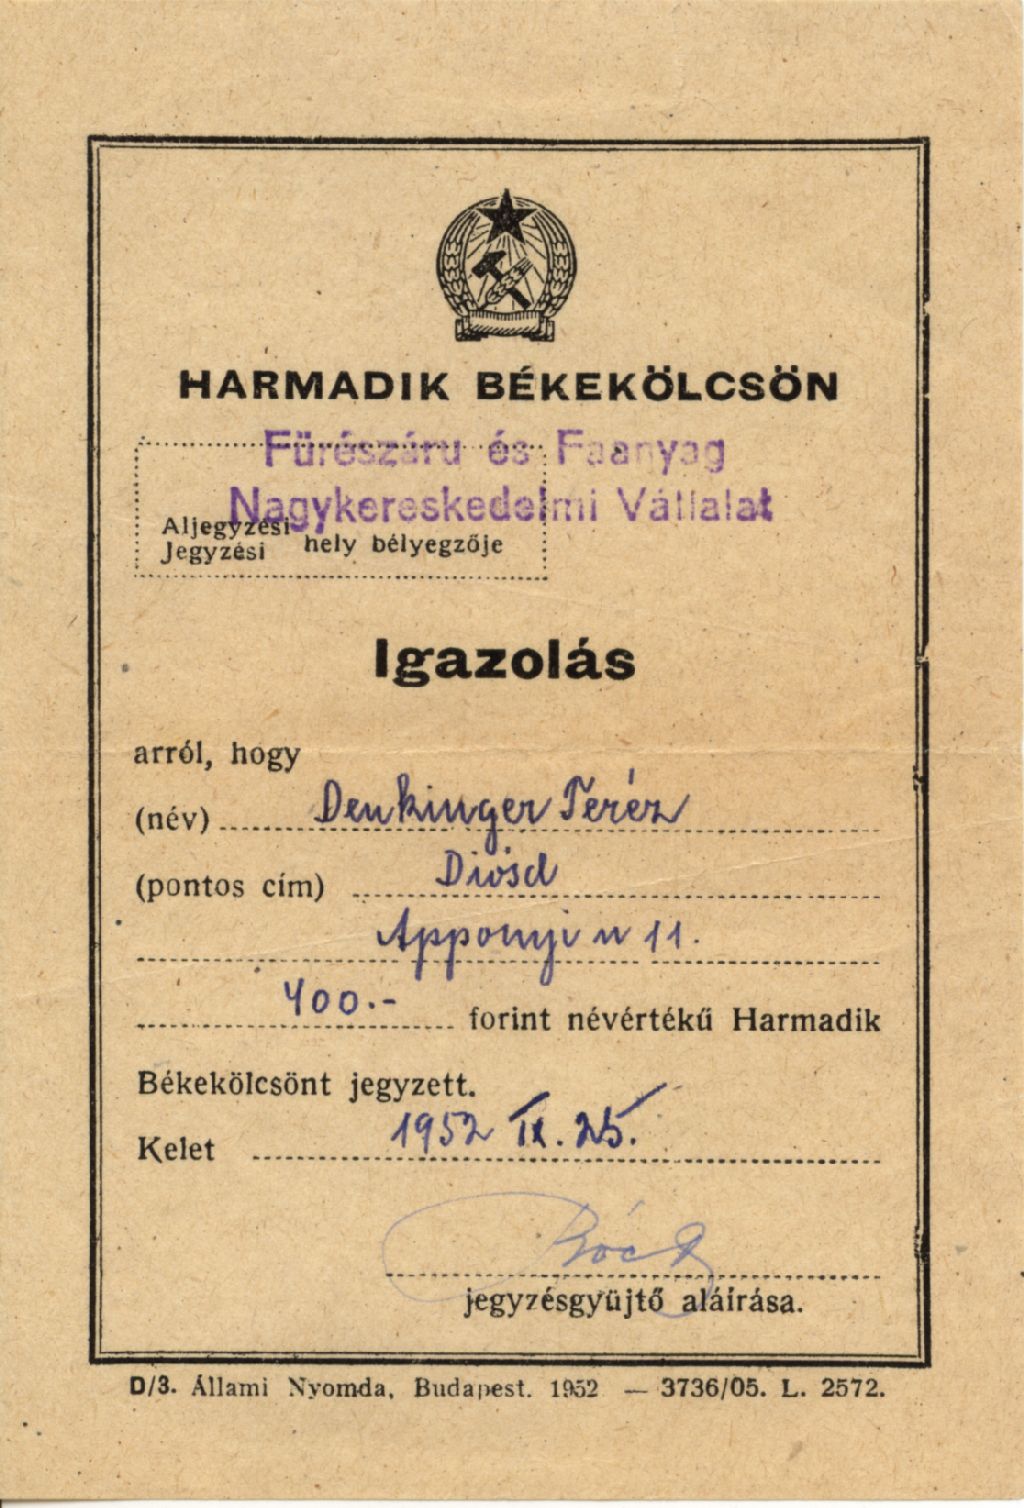 HARMADIK BÉKEKÖLCSÖN
Fűrészáru és Faanyag
Nagykereskedelmi Vállalat
Aljegyzési
Jegyzési hely bélyegzője
Igazolás
arról, hogy
(név) Denkinger Teréz
(pontos cím) Diósd
Apponyi u 11.
400.- forint névértékű Harmadik
Békekölcsönt jegyzett.
Kelet 1952 IX. 25.
jegyzésgyüjtő aláírása.
D/3. Állami Nyomda, Budapest. 1952 — 3736/05. L. 2572.